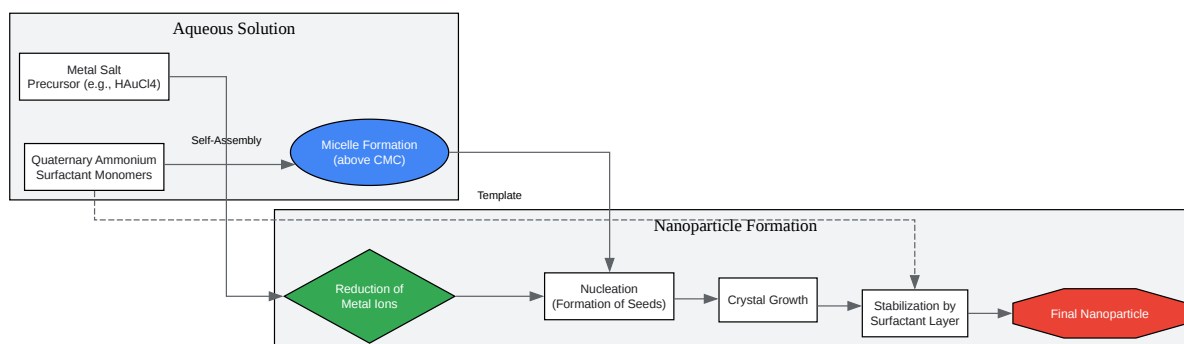 Aqueous Solution
Metal Salt
Precursor (e.g., HAuCl4)
Self-Assembly
Micelle Formation
(above CMC)
Quaternary Ammonium
Surfactant Monomers
Template
Nanoparticle Formation
Reduction of
Metal Ions
Nucleation
(Formation of Seeds)
Crystal Growth
Stabilization by
Surfactant Layer
Final Nanoparticle